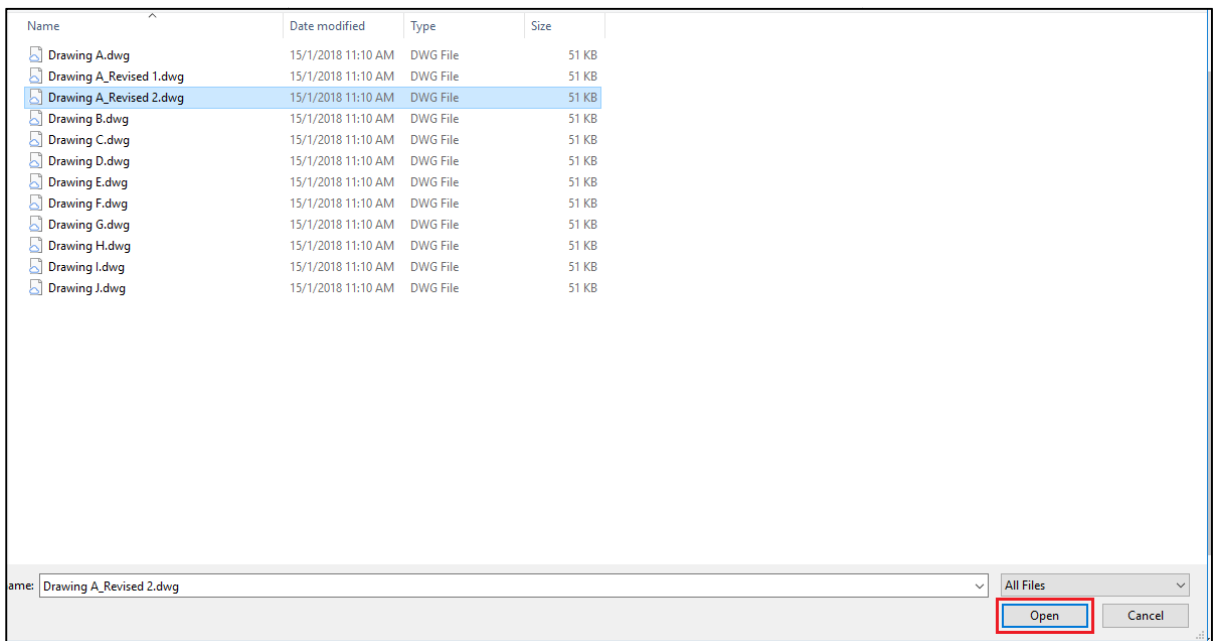 Name Date modified Type Size
Drawing A.dwg 15/1/2018 11:10 AM DWG File 51 KB
Drawing A_Revised 1.dwg 15/1/2018 11:10 AM DWG File 51 KB
Drawing A_Revised 2.dwg 15/1/2018 11:10 AM DWG File 51 KB
Drawing B.dwg 15/1/2018 11:10 AM DWG File 51 KB
Drawing C.dwg 15/1/2018 11:10 AM DWG File 51 KB
Drawing D.dwg 15/1/2018 11:10 AM DWG File 51 KB
Drawing E.dwg 15/1/2018 11:10 AM DWG File 51 KB
Drawing F.dwg 15/1/2018 11:10 AM DWG File 51 KB
Drawing G.dwg 15/1/2018 11:10 AM DWG File 51 KB
Drawing H.dwg 15/1/2018 11:10 AM DWG File 51 KB
Drawing I.dwg 15/1/2018 11:10 AM DWG File 51 KB
Drawing J.dwg 15/1/2018 11:10 AM DWG File 51 KB
ame: Drawing A_Revised 2.dwg All Files
Open Cancel